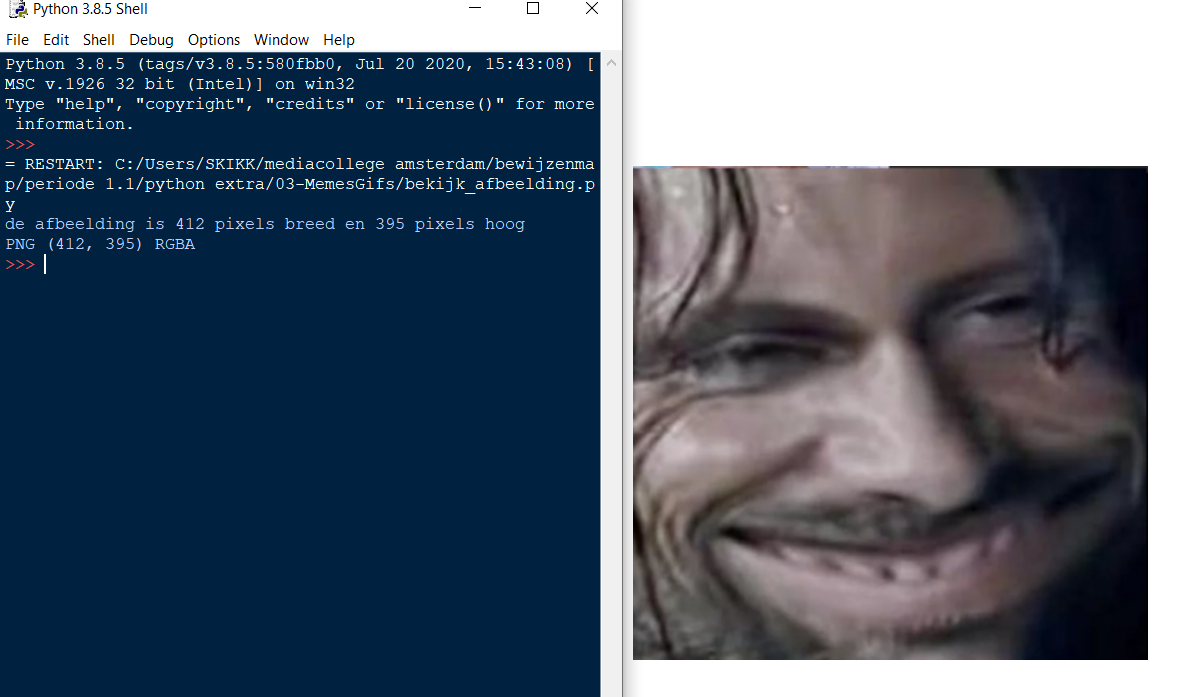 Python 3.8.5 Shell
File Edit Shell Debug Options Window Help
Python 3.8.5 (tags/v3.8.5:580fbb0, Jul 20 2020, 15:43:08) [
MSC v.1926 32 bit (Intel)] on win32
Type "help", "copyright", "credits" or "license()" for more
 information.
>>>
= RESTART: C:/Users/SKIKK/mediacollege amsterdam/bewijzenma
p/periode 1.1/python extra/03-MemesGifs/bekijk_afbeelding.p
y
de afbeelding is 412 pixels breed en 395 pixels hoog
PNG (412, 395) RGBA
>>>